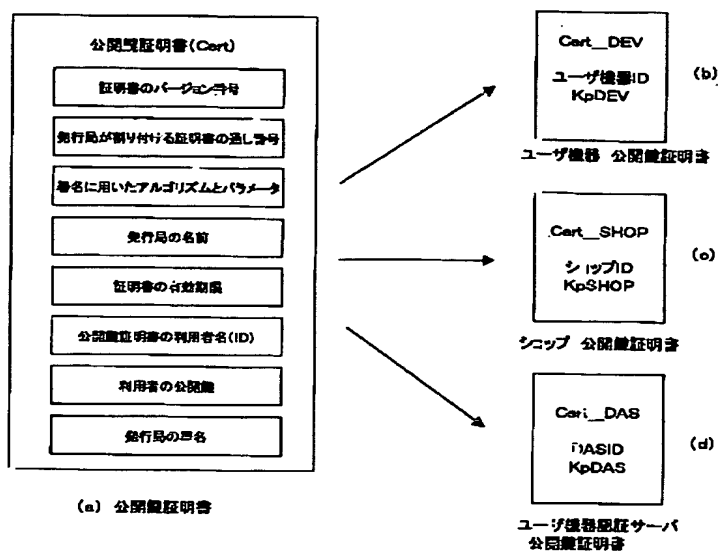 公開鍵証明書(Cert)
証明書のバージョン番号
発行局が割り付ける証明書の通し番号
署名に用いたアルゴリズムとパラメータ
発行局の名前
証明書の有効期限
公開鍵証明書の利用者名(ID)
利用者の公開鍵
発行局の署名
(a) 公開鍵証明書
Cert__DEV
ユーザ機器ID
KpDEV
(b)
ユーザ機器 公開鍵証明書
Cert__SHOP
ショップID
KpSHOP
(c)
ショップ 公開鍵証明書
Cert__DAS
DASID
KpDAS
(d)
ユーザ機器認証サーバ
公開鍵証明書